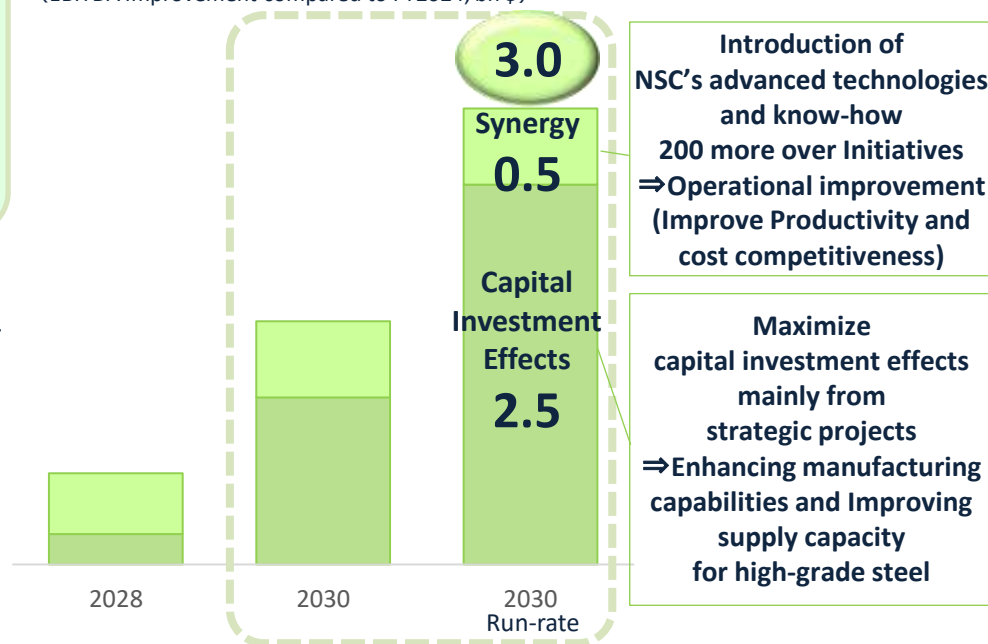 3.0
Synergy
0.5
Capital
Investment
Effects
2.5
2028
2030
2030
Run-rate
Introduction of
NSC's advanced technologies
and know-how
200 more over Initiatives
⇒Operational improvement
(Improve Productivity and
cost competitiveness)
Maximize
capital investment effects
mainly from
strategic projects
⇒Enhancing manufacturing
capabilities and Improving
supply capacity
for high-grade steel